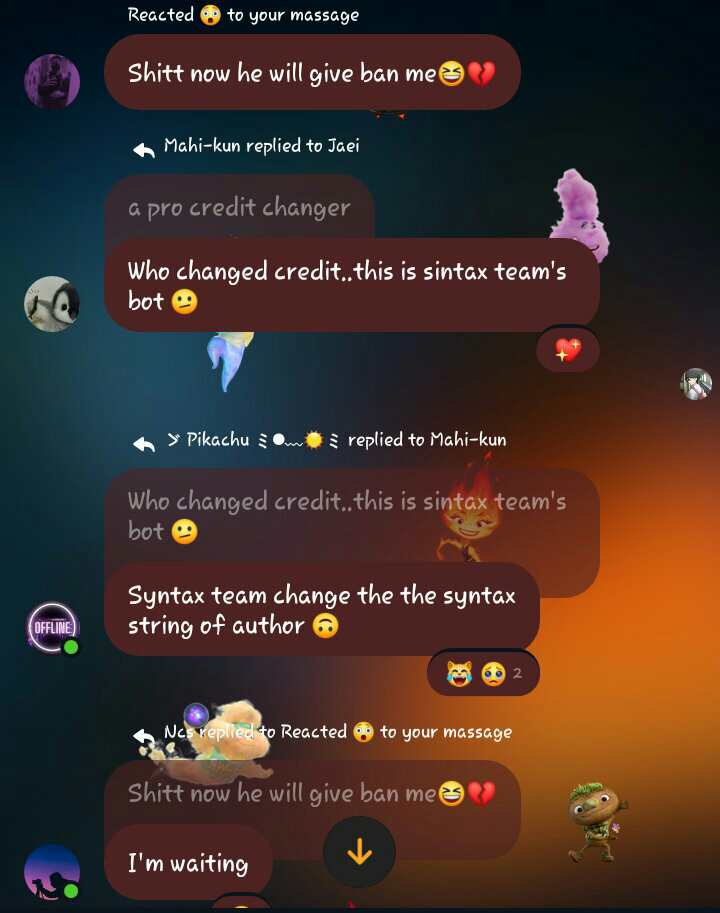 Reacted 😳 to your massage
Shitt now he will give ban me😆💔
Mahi-kun replied to Jaei
a pro credit changer
Who changed credit..this is sintax team's
bot 🫤
ジ Pikachu ミ●﹏☀️ミ replied to Mahi-kun
Who changed credit..this is sintax team's
bot 🫤
Syntax team change the the syntax
string of author 🙃
OFFLINE
2
Ncs replied to Reacted 😳 to your massage
Shitt now he will give ban me😆💔
I'm waiting